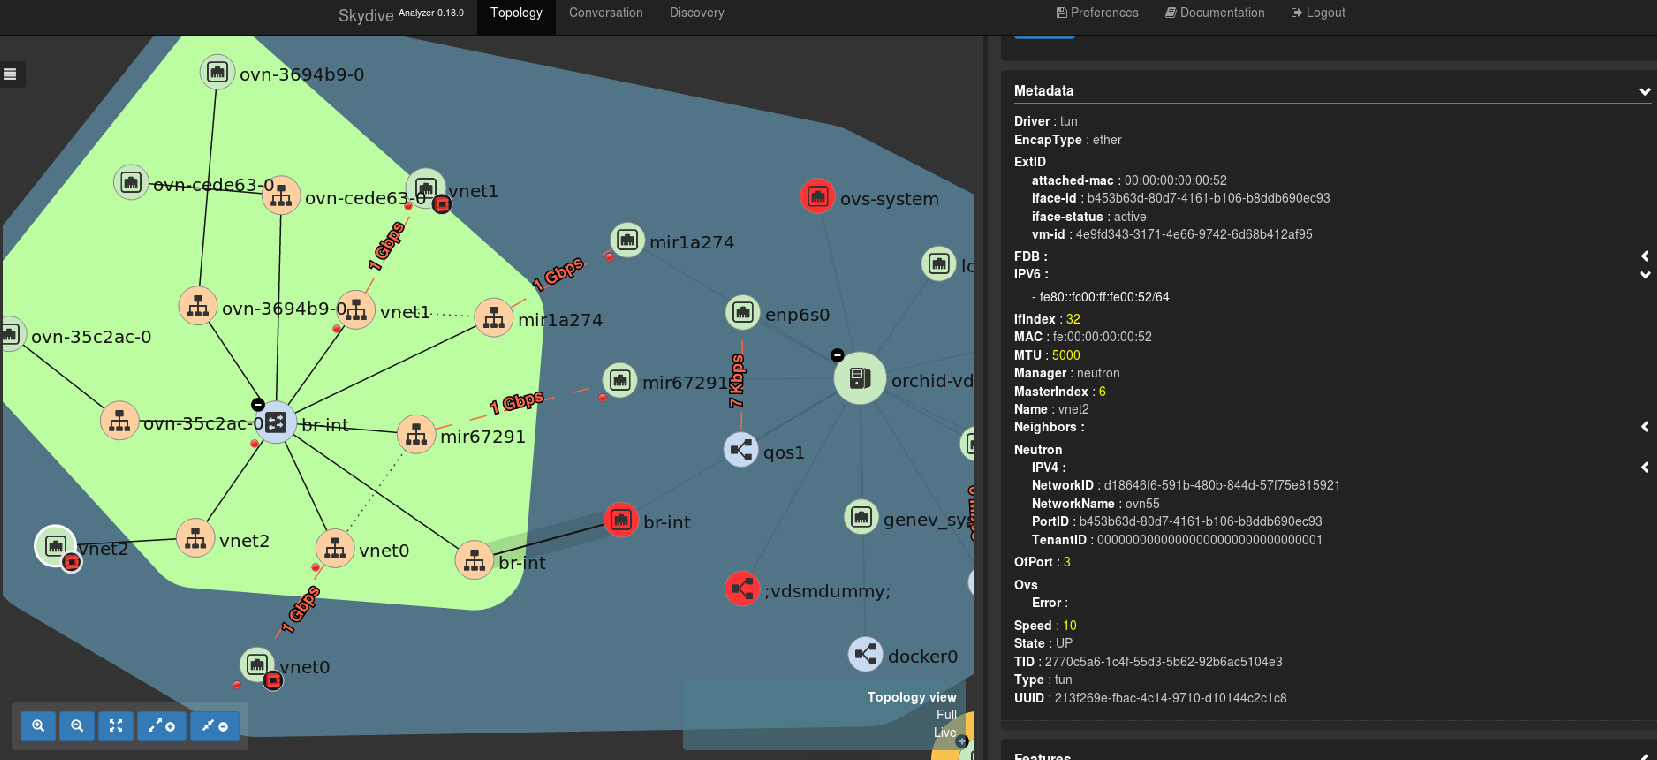 Skydive Analyzer 0.18.0
Topology
Conversation
Discovery
Preferences
Documentation
Logout
ovn-3694b9-0
ovn-cede63-0
ovn-cede63-0
vnet1
ovs-system
mir1a274
1 Gbps
1 Gbps
lo
ovn-3694b9-0
vnet1
mir1a274
enp6s0
ovn-35c2ac-0
7 Kbps
mir67291
orchid-vd
1 Gbps
ovn-35c2ac-0
br-int
mir67291
qos1
vnet2
vnet2
vnet0
br-int
br-int
genev_sy
;vdsmdummy;
1 Gbps
vnet0
docker0
Topology view
Full
Live
Metadata
Driver : tun
EncapType : ether
ExtID
attached-mac : 00:00:00:00:00:52
iface-id : b453b63d-80d7-4161-b106-b8ddb690ec93
iface-status : active
vm-id : 4e9fd343-3171-4e66-9742-6d68b412af95
FDB :
IPV6 :
- fe80::fc00:ff:fe00:52/64
IfIndex : 32
MAC : fe:00:00:00:00:52
MTU : 5000
Manager : neutron
MasterIndex : 6
Name : vnet2
Neighbors :
Neutron
IPV4 :
NetworkID : d18646f6-591b-480b-844d-57f75e815921
NetworkName : ovn55
PortID : b453b63d-80d7-4161-b106-b8ddb690ec93
TenantID : 00000000000000000000000000000001
OfPort : 3
Ovs
Error :
Speed : 10
State : UP
TID : 2770c5a6-1c4f-55d3-5b62-92b6ac5104e3
Type : tun
UUID : 213f269e-fbac-4c14-9710-d10144c2c1c8
Features